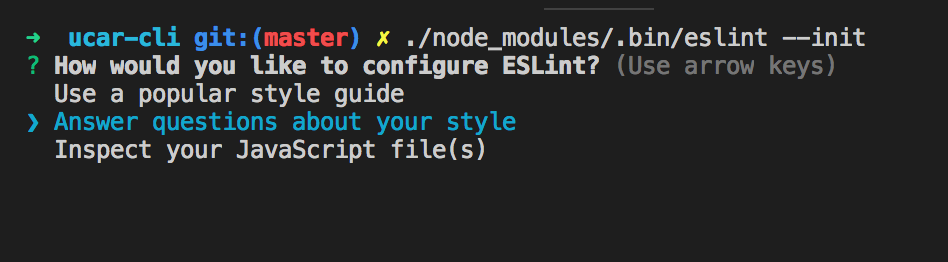 ➜ ucar-cli git:(master) ✗ ./node_modules/.bin/eslint --init
? How would you like to configure ESLint? (Use arrow keys)
Use a popular style guide
❯ Answer questions about your style
Inspect your JavaScript file(s)